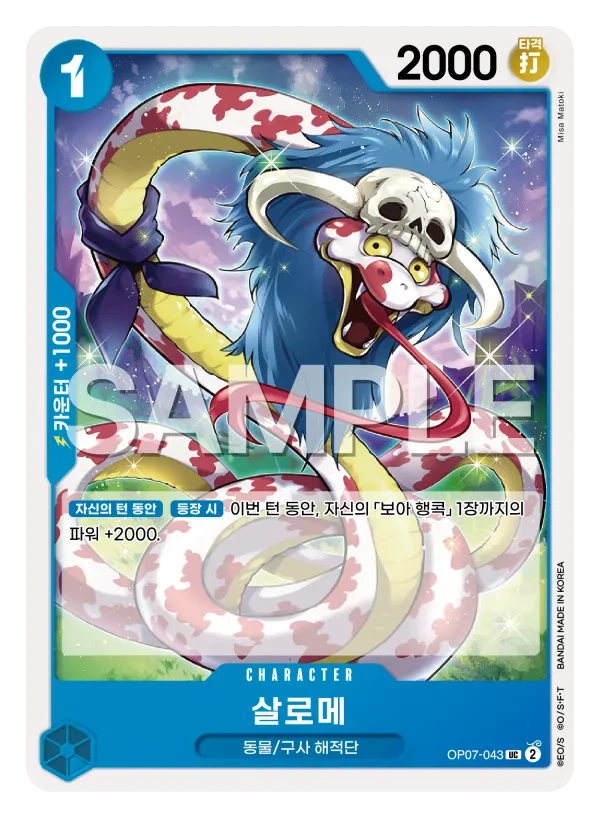 1
2000
타격
打
Misa Matoki
카운터 +1000
SAMPLE
자신의 턴 동안 등장 시 이번 턴 동안, 자신의 「보아 행콕」 1장까지의
파워 +2000.
CHARACTER
살로메
동물/구사 해적단
OP07-043 UC 2
©EO/S ©O/S·F·T BANDAI MADE IN KOREA